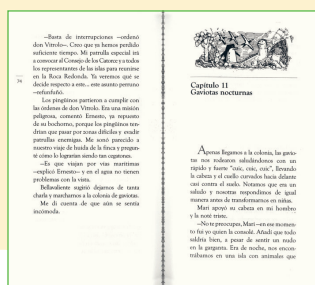 —Basta de interrupciones —ordenó
don Vittolo—. Creo que ya hemos perdido
suficiente tiempo. Mi patrulla especial irá
a convocar al Consejo de los Catorce y a todos
los representantes de las islas para reunirse
en la Roca Redonda. Ya veremos qué se
decide respecto a este... este asunto perruno
—refunfuñó.
Los pingüinos partieron a cumplir con
las órdenes de don Vittolo. Era una misión
peligrosa, comentó Ernesto, ya repuesto
de su bochorno, porque los pingüinos ten-
drían que pasar por zonas difíciles y evadir
patrullas enemigas. Me sonó parecido a
nuestro viaje de huida de la finca y pregun-
té cómo lo lograrían siendo tan cegatones.
—Es que viajan por vías marítimas
—explicó Ernesto— y en el agua no tienen
problemas con la vista.
Bellavaliente sugirió dejarnos de tanta
charla y marcharnos a la colonia de gaviotas.
Me di cuenta de que aún se sentía
incómoda.
74
Capítulo 11
Gaviotas nocturnas
Apenas llegamos a la colonia, las gavio-
tas nos rodearon saludándonos con un
rápido y fuerte "cuic, cuic, cuic", llevando
la cabeza y el cuello curvados hacia delante
casi contra el suelo. Notamos que era un
saludo y nosotras respondimos de igual
manera antes de transformarnos en niñas.
Mari apoyó su cabeza en mi hombro
y la noté triste.
—No te preocupes, Mari —en ese momen-
to fui yo quien la consolé. Añadí que todo
saldría bien, a pesar de sentir un nudo
en la garganta. Era de noche, nos encon-
trábamos en una isla con animales que